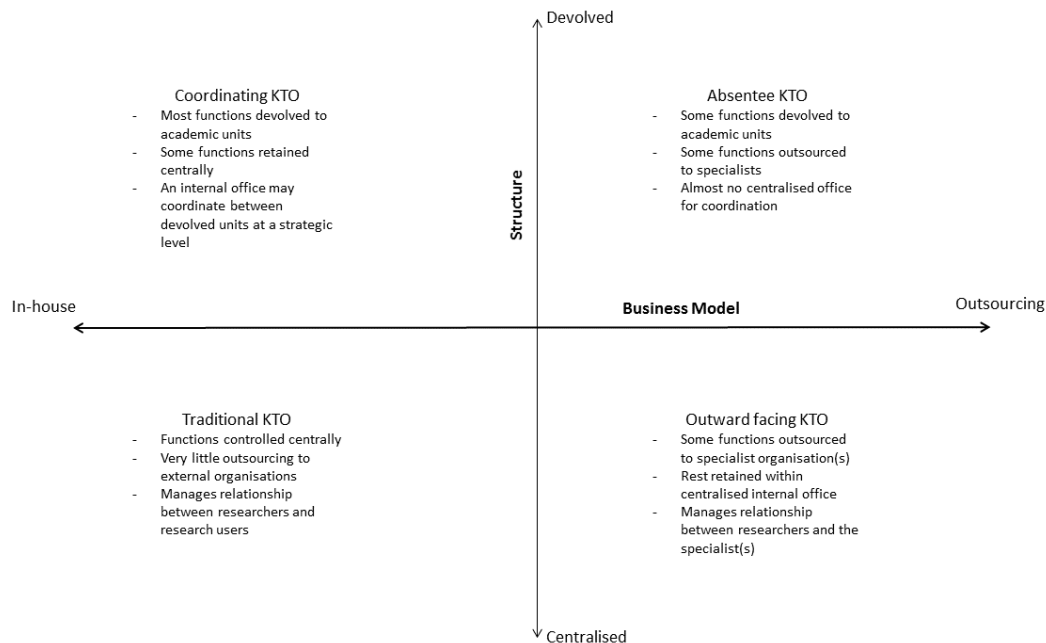 Devolved
Coordinating KTO
- Most functions devolved to
academic units
- Some functions retained
centrally
- An internal office may
coordinate between
devolved units at a strategic
level
Absentee KTO
- Some functions devolved to
academic units
- Some functions outsourced
to specialists
- Almost no centralised office
for coordination
Structure
In-house
Business Model
Outsourcing
Traditional KTO
- Functions controlled centrally
- Very little outsourcing to
external organisations
- Manages relationship
between researchers and
research users
Outward facing KTO
- Some functions outsourced
to specialist organisation(s)
- Rest retained within
centralised internal office
- Manages relationship
between researchers and the
specialist(s)
Centralised